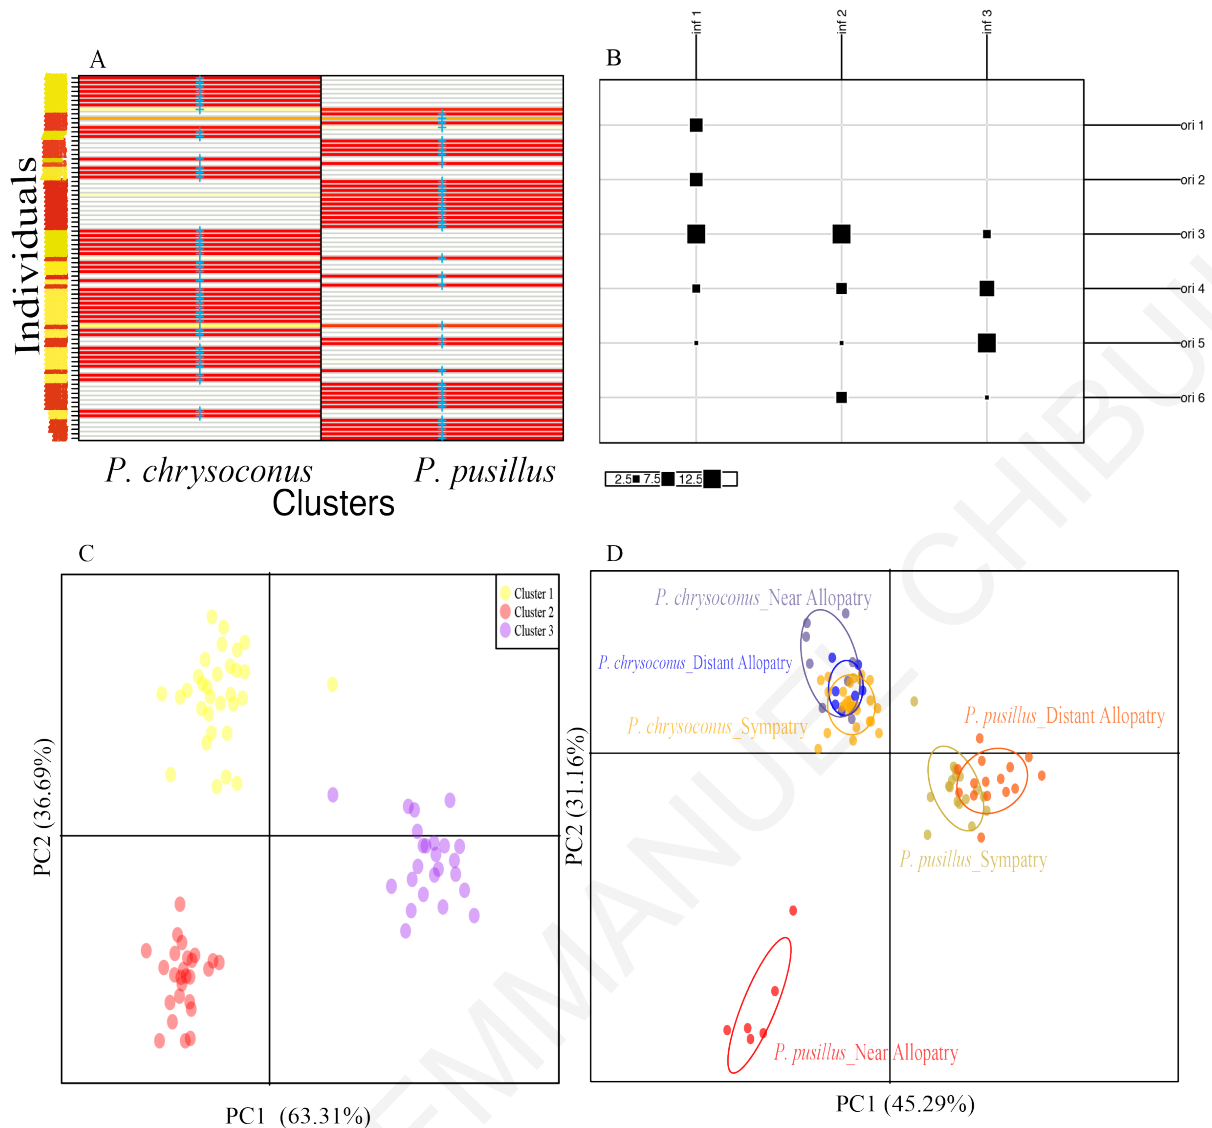 A
Individuals
P. chrysoconus
P. pusillus
Clusters
B
inf 1
inf 2
inf 3
ori 1
ori 2
ori 3
ori 4
ori 5
ori 6
2.5 7.5 12.5
C
Cluster 1
Cluster 2
Cluster 3
PC2 (36.69%)
PC1 (63.31%)
D
P. chrysoconus_Near Allopatry
P. chrysoconus_Distant Allopatry
P. chrysoconus_Sympatry
P. pusillus_Distant Allopatry
P. pusillus_Sympatry
P. pusillus_Near Allopatry
PC2 (31.16%)
PC1 (45.29%)